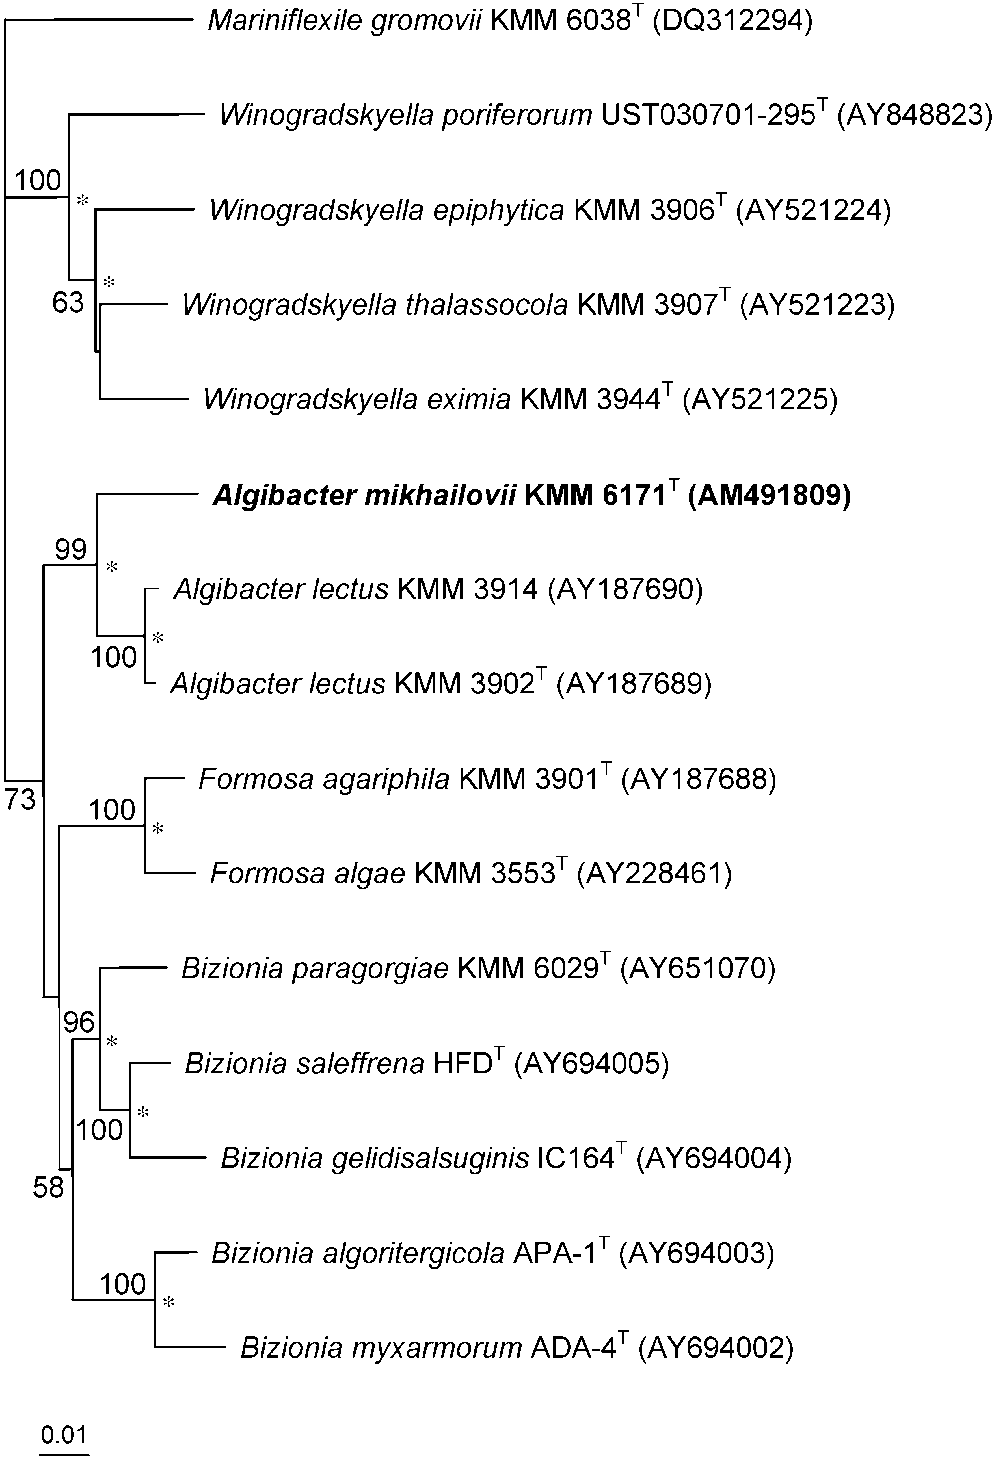 Mariniflexile gromovii KMM 6038T (DQ312294)
Winogradskyella poriferorum UST030701-295T (AY848823)
100
*
Winogradskyella epiphytica KMM 3906T (AY521224)
*
63
Winogradskyella thalassocola KMM 3907T (AY521223)
Winogradskyella eximia KMM 3944T (AY521225)
Algibacter mikhailovii KMM 6171T (AM491809)
99
*
Algibacter lectus KMM 3914 (AY187690)
*
100
Algibacter lectus KMM 3902T (AY187689)
Formosa agariphila KMM 3901T (AY187688)
73
100
*
Formosa algae KMM 3553T (AY228461)
Bizionia paragorgiae KMM 6029T (AY651070)
96
*
Bizionia saleffrena HFDT (AY694005)
*
100
Bizionia gelidisalsuginis IC164T (AY694004)
58
Bizionia algoritergicola APA-1T (AY694003)
100
*
Bizionia myxarmorum ADA-4T (AY694002)
0.01